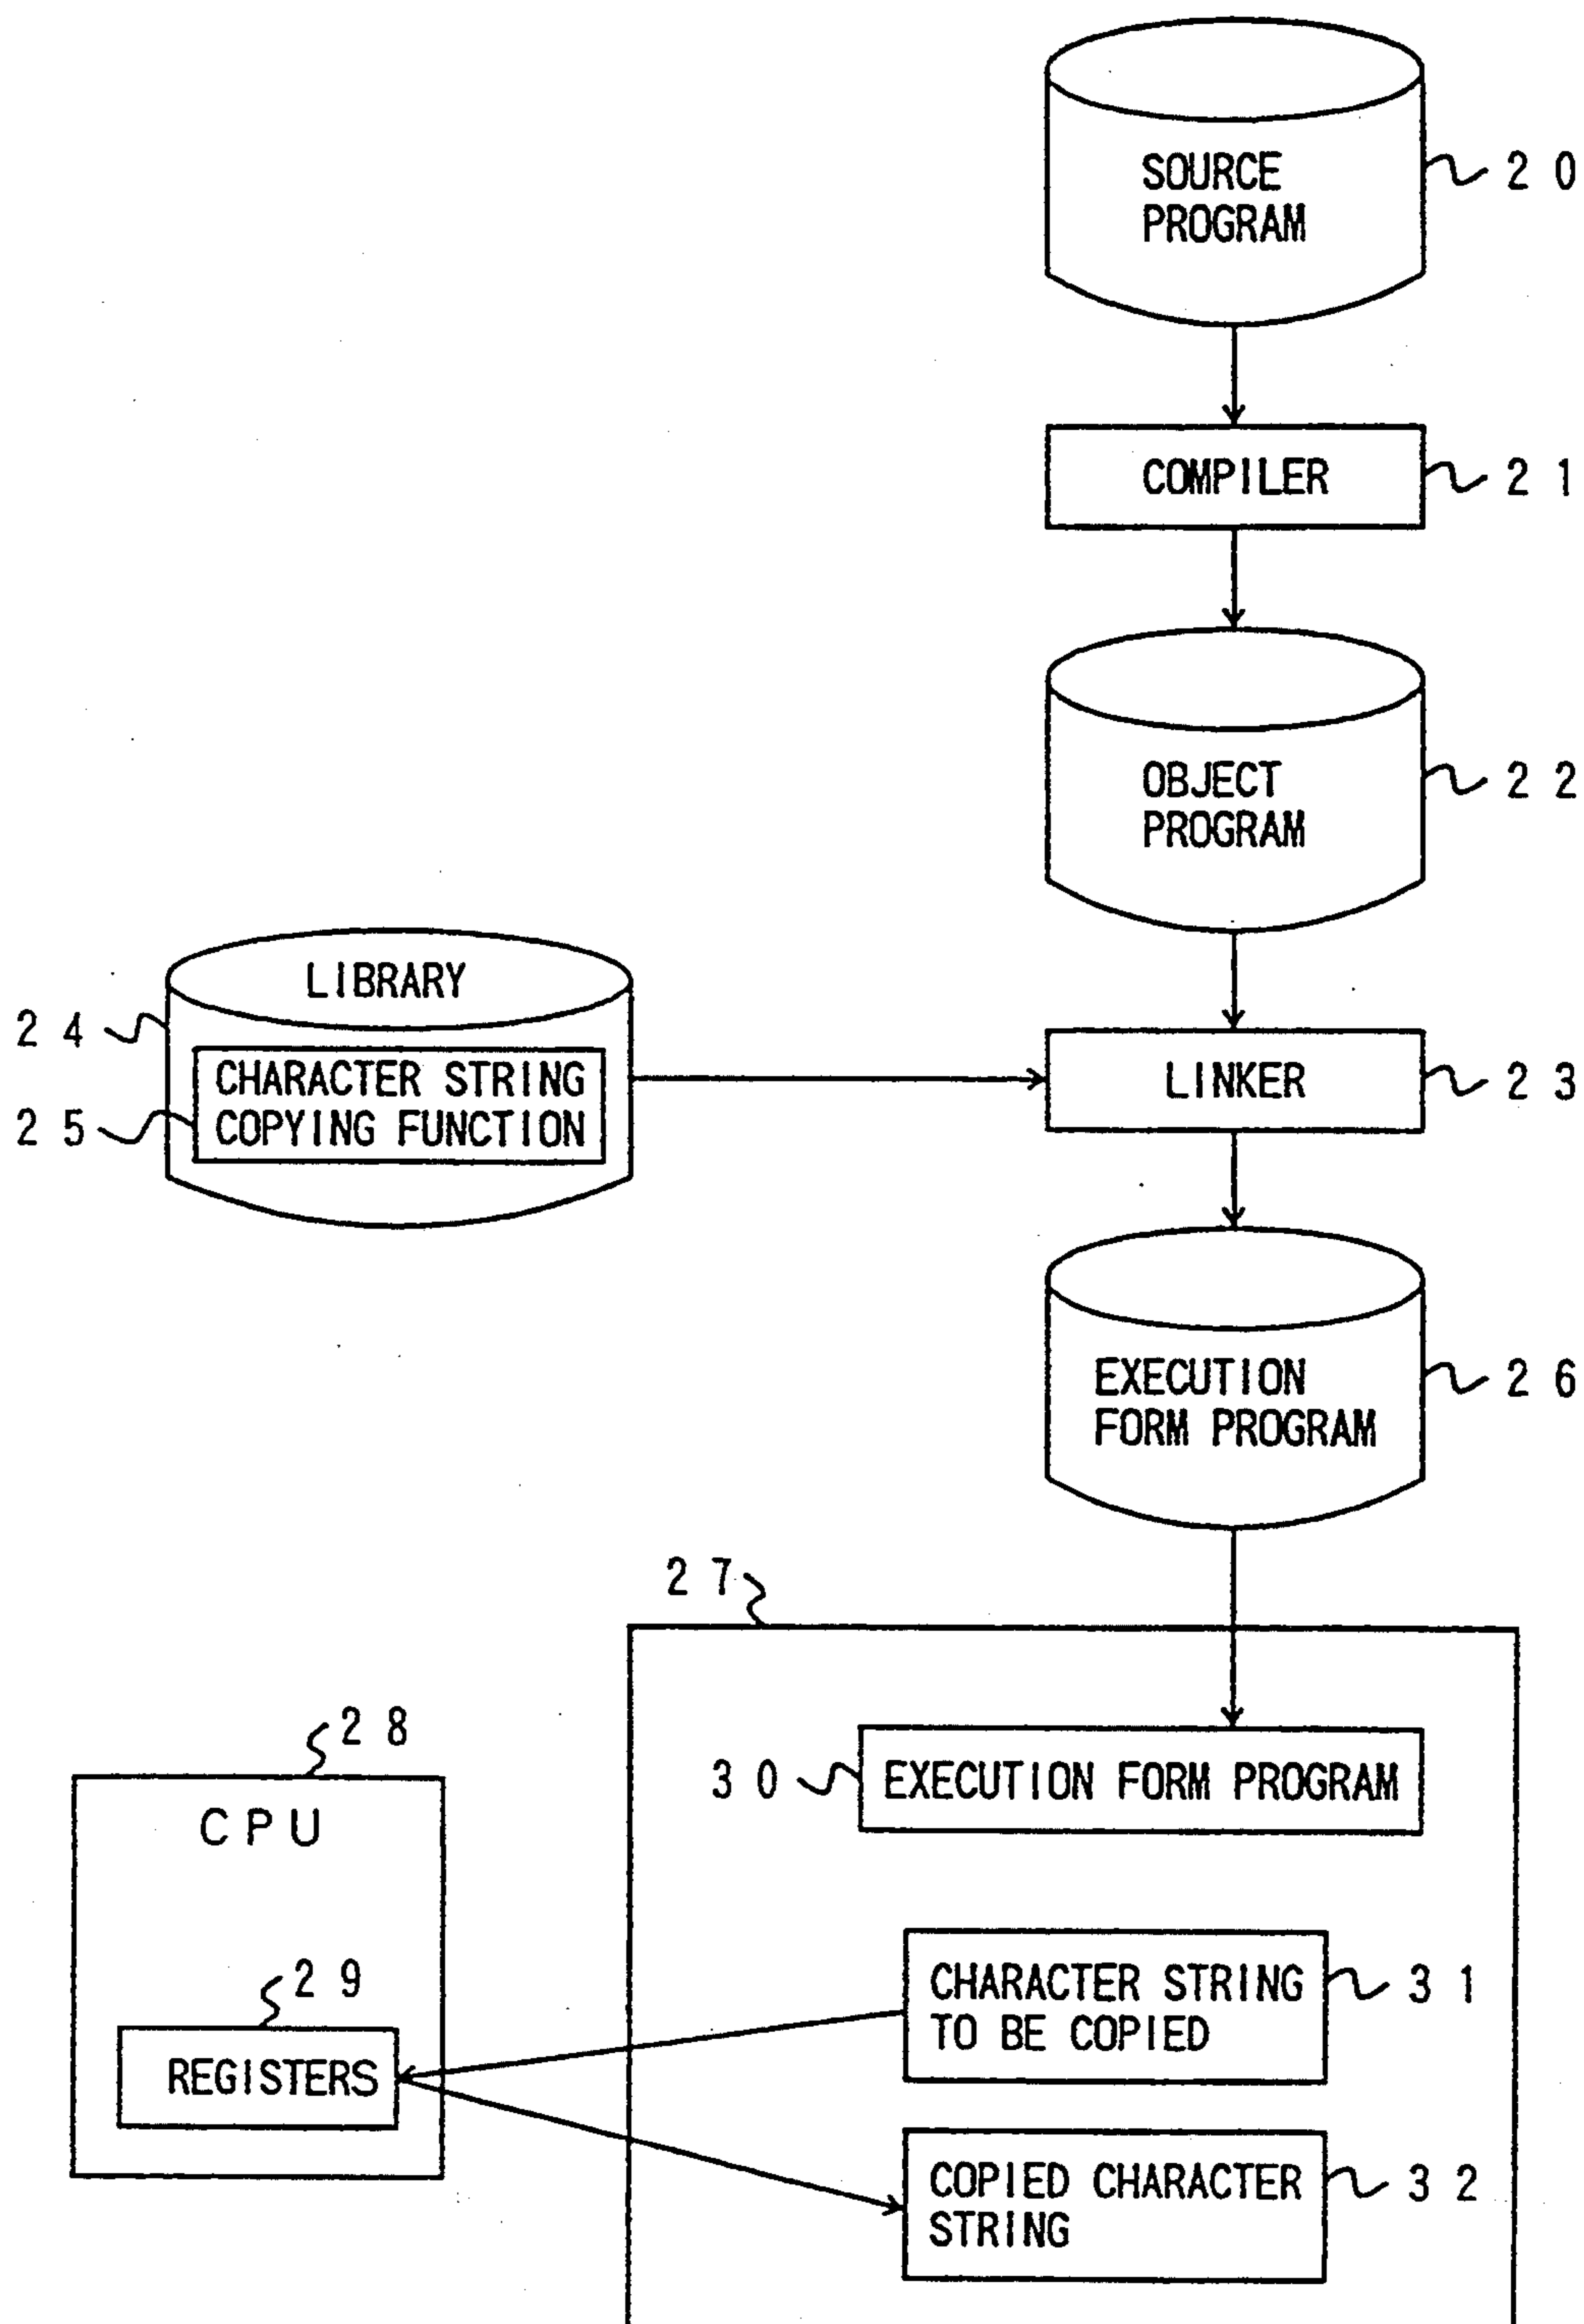 SOURCE
PROGRAM
2 0
COMPILER
2 1
OBJECT
PROGRAM
2 2
LIBRARY
2 4
CHARACTER STRING
COPYING FUNCTION
2 5
LINKER
2 3
EXECUTION
FORM PROGRAM
2 6
2 7
3 0
EXECUTION FORM PROGRAM
2 8
CPU
2 9
REGISTERS
CHARACTER STRING
TO BE COPIED
3 1
COPIED CHARACTER
STRING
3 2